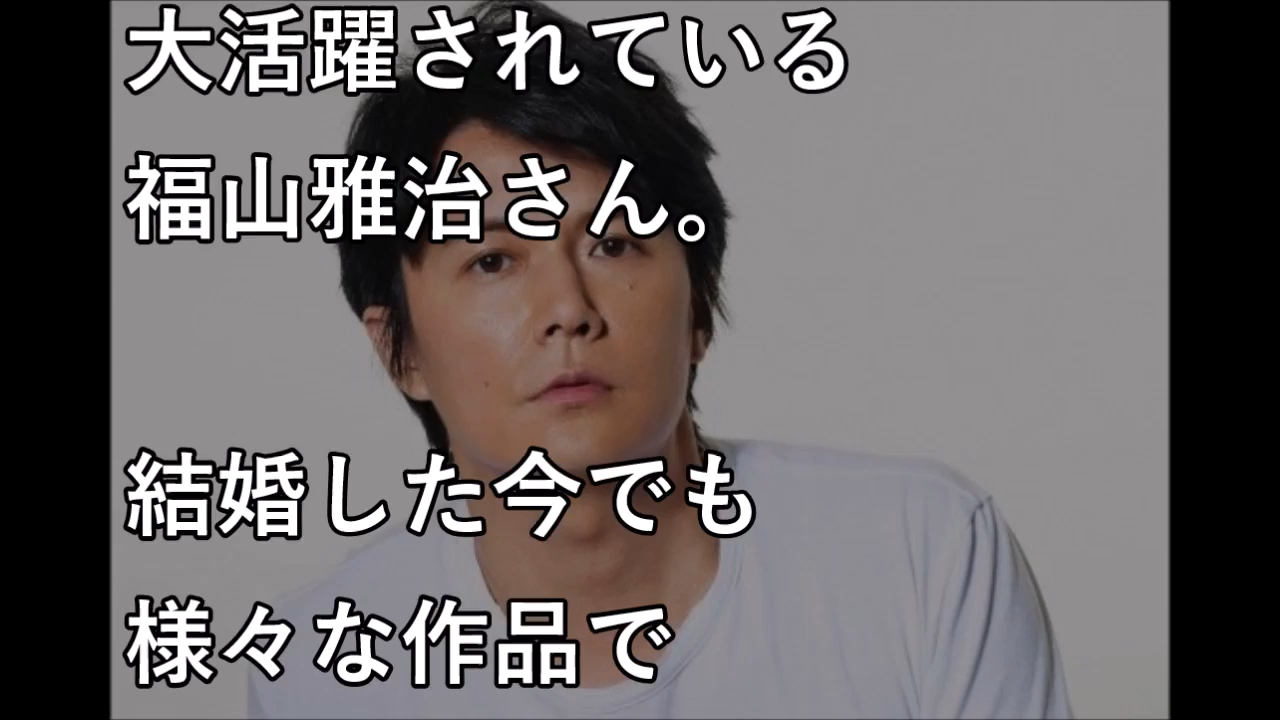 大活躍されている
福山雅治さん。
結婚した今でも
様々な作品で